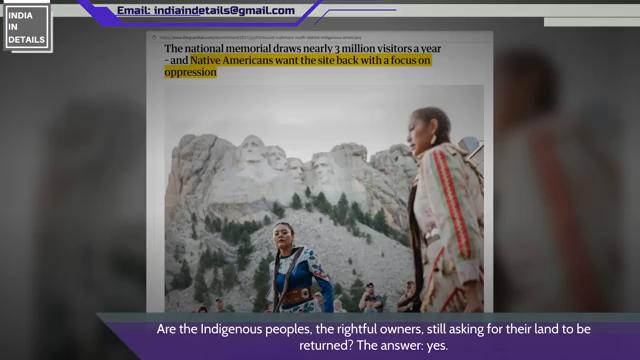 INDIA
IN
DETAILS
Email: indiaindetails@gmail.com
The national memorial draws nearly 3 million visitors a year
– and Native Americans want the site back with a focus on
oppression
Are the Indigenous peoples, the rightful owners, still asking for their land to be
returned? The answer: yes.